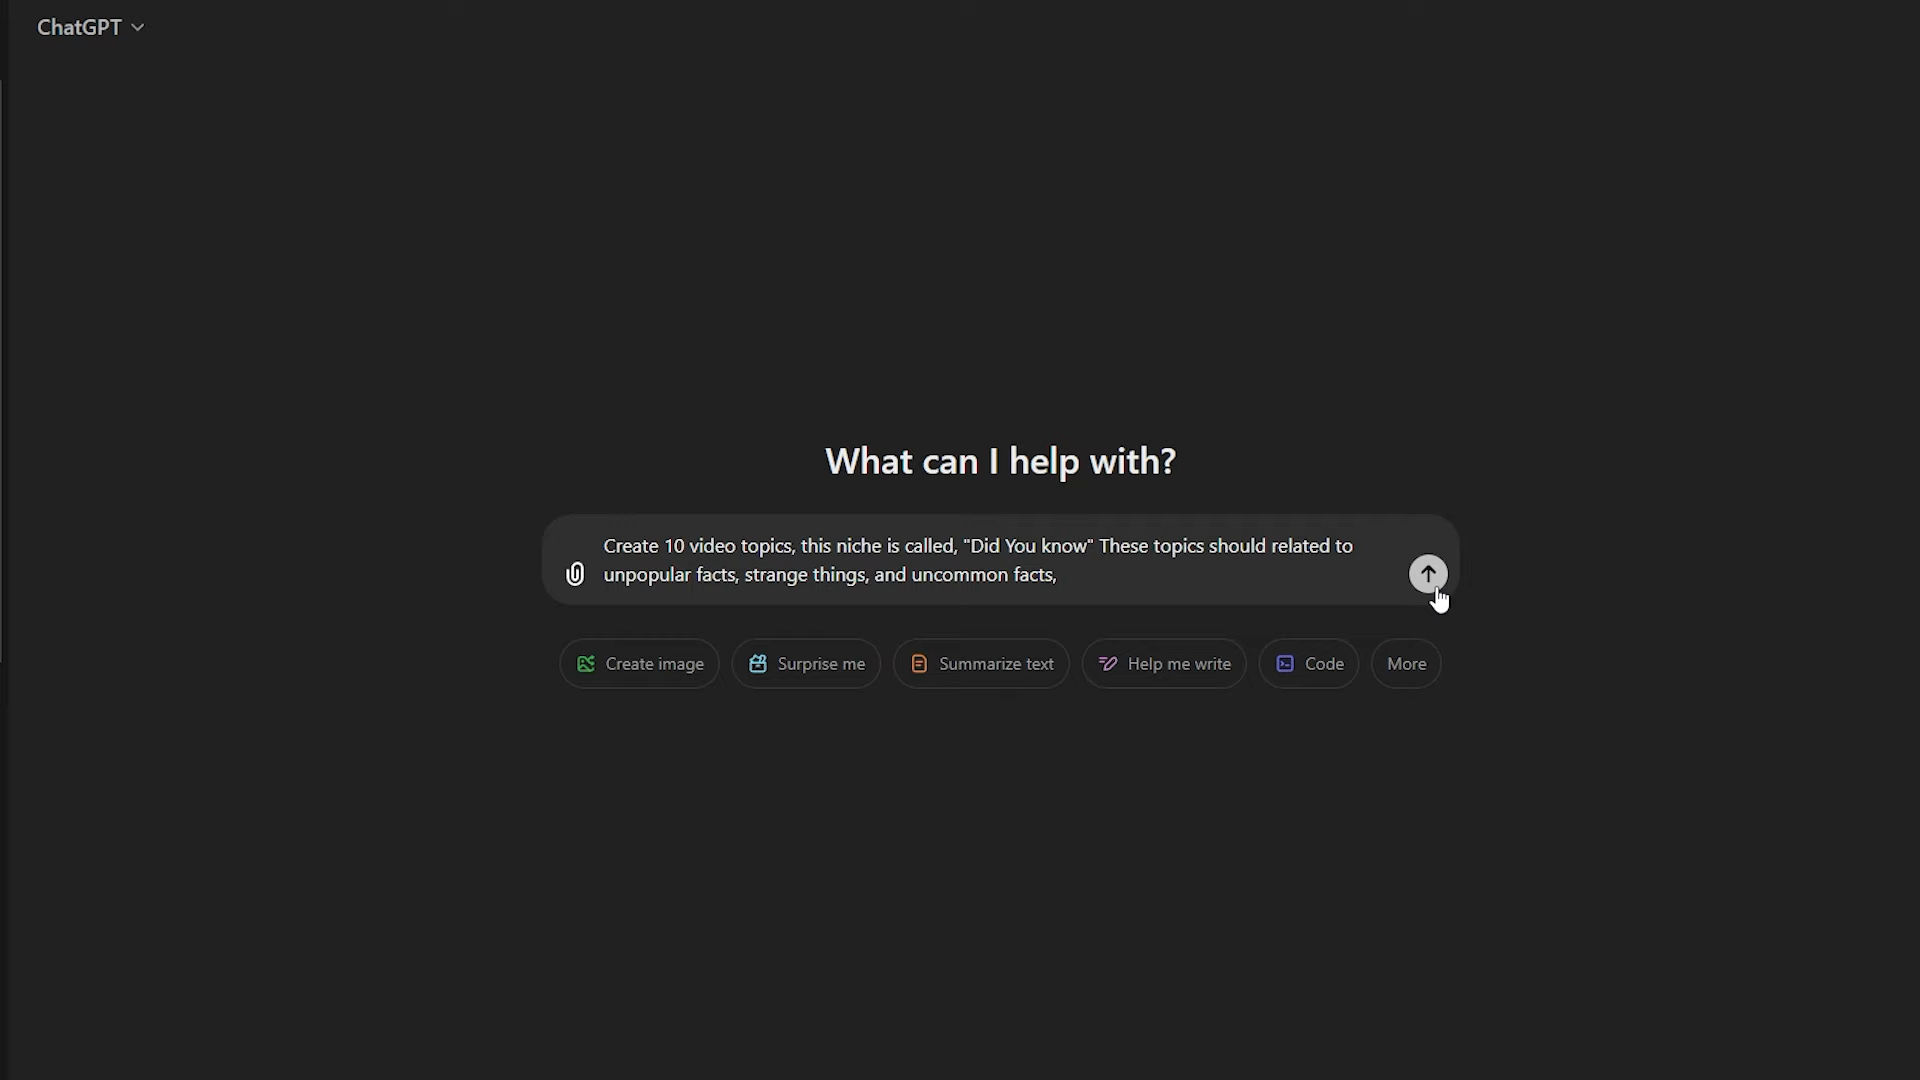 ChatGPT
What can I help with?
Create 10 video topics, this niche is called, "Did You know" These topics should related to
unpopular facts, strange things, and uncommon facts,
Create image
Surprise me
Summarize text
Help me write
Code
More